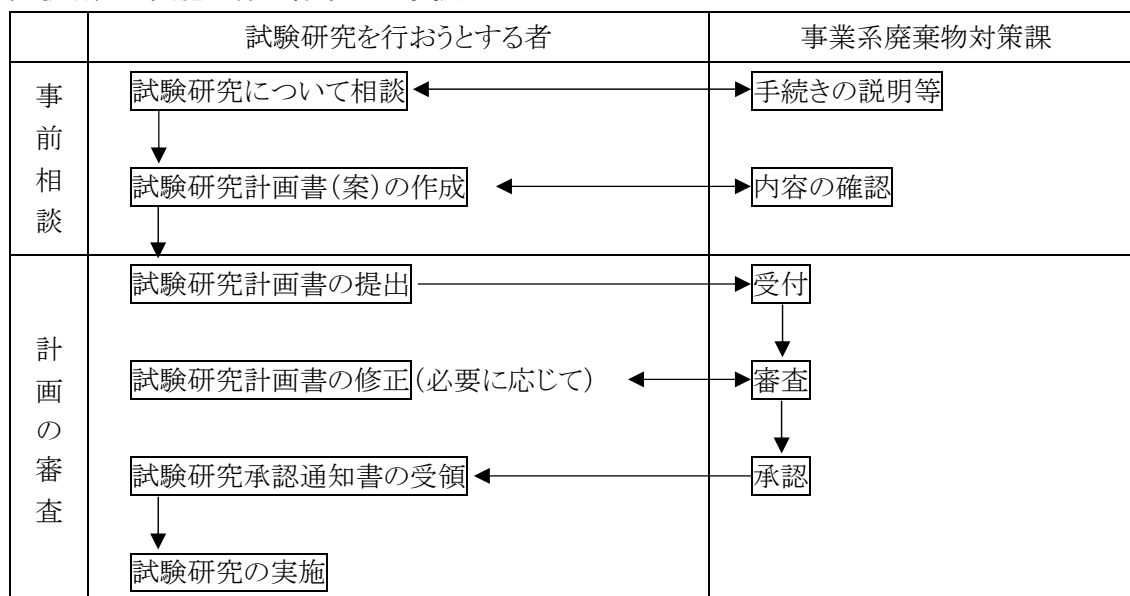 試験研究を行おうとする者 事業系廃棄物対策課
事前相談
試験研究について相談 手続きの説明等
試験研究計画書(案)の作成 内容の確認
計画の審査
試験研究計画書の提出 受付
試験研究計画書の修正(必要に応じて) 審査
試験研究承認通知書の受領 承認
試験研究の実施